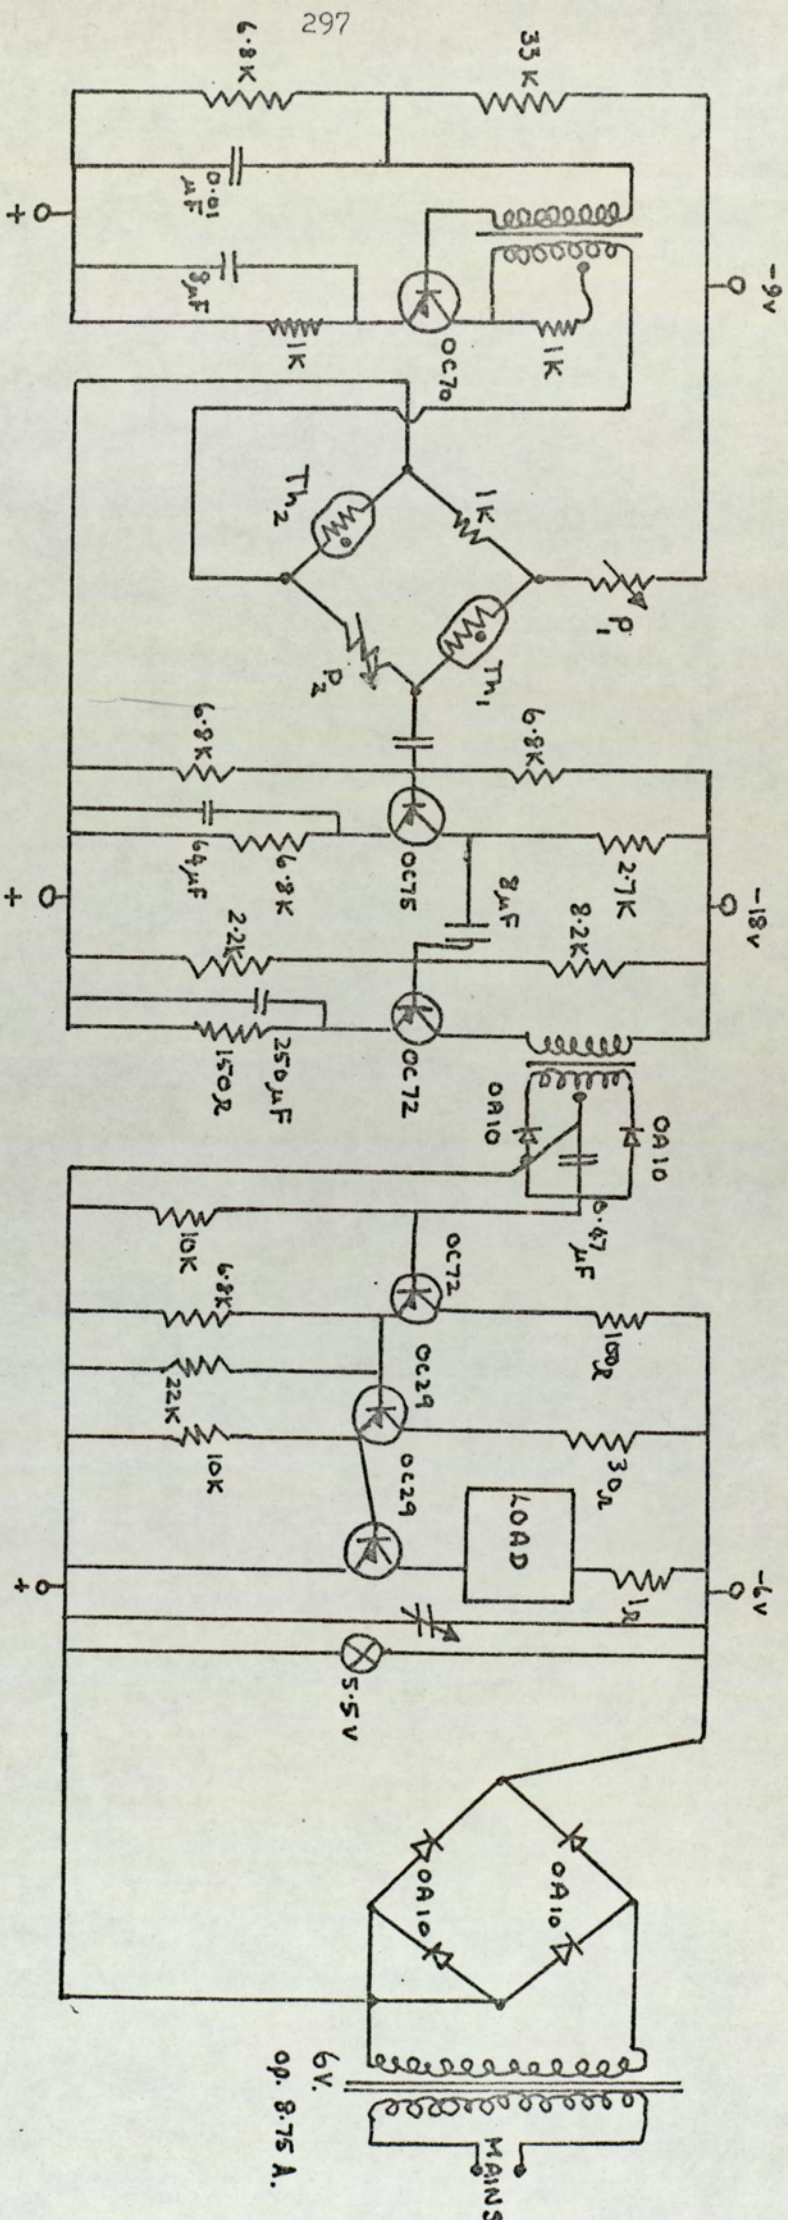 297
6.8K
33K
0.01
μF
8μF
1K
OC70
1K
-9v
+
Th₂
1K
P₁
Th₁
P₂
6.8K
6.8K
64μF
6.8K
OC75
2.7K
8μF
8.2K
-18v
+
2.2K
250μF
150Ω
OC72
OA10
OA10
0.47
μF
10K
OC72
100Ω
6.8K
22K
OC29
10K
30Ω
OC29
LOAD
1Ω
-6v
+
5.5V
OA10
OA10
6V.
Op. 8.75A.
MAINS